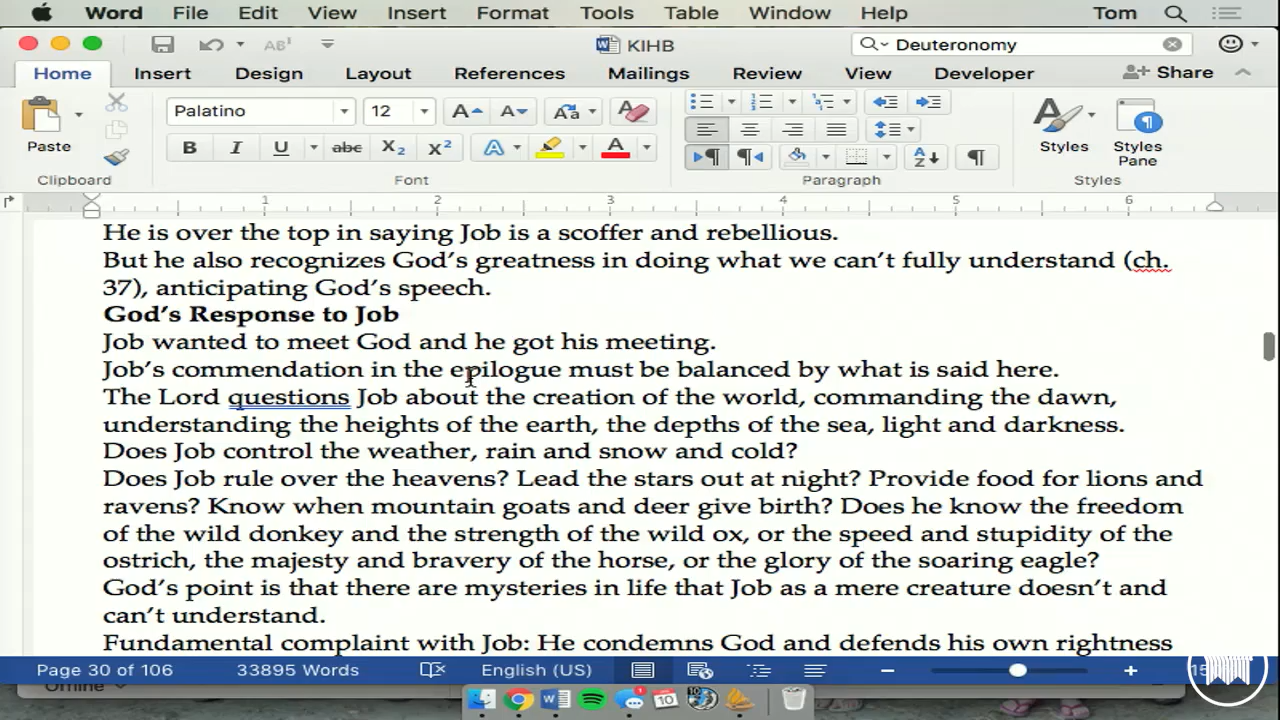 Word File Edit View Insert Format Tools Table Window Help Tom
KIHB
Deuteronomy
Home Insert Design Layout References Mailings Review View Developer Share
Palatino 12
Paste
Styles Styles Pane
Clipboard Font Paragraph Styles
1 2 3 4 5 6
He is over the top in saying Job is a scoffer and rebellious.
But he also recognizes God's greatness in doing what we can't fully understand (ch.
37), anticipating God's speech.
God's Response to Job
Job wanted to meet God and he got his meeting.
Job's commendation in the epilogue must be balanced by what is said here.
The Lord questions Job about the creation of the world, commanding the dawn,
understanding the heights of the earth, the depths of the sea, light and darkness.
Does Job control the weather, rain and snow and cold?
Does Job rule over the heavens? Lead the stars out at night? Provide food for lions and
ravens? Know when mountain goats and deer give birth? Does he know the freedom
of the wild donkey and the strength of the wild ox, or the speed and stupidity of the
ostrich, the majesty and bravery of the horse, or the glory of the soaring eagle?
God's point is that there are mysteries in life that Job as a mere creature doesn't and
can't understand.
Fundamental complaint with Job: He condemns God and defends his own rightness
Page 30 of 106 33895 Words English (US)
Offline